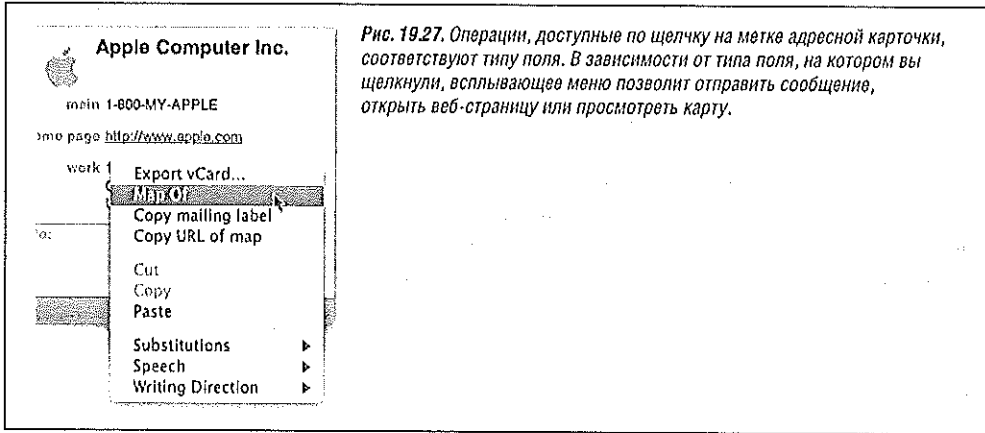 Apple Computer Inc.
main 1-800-MY-APPLE
page http://www.apple.com
work 1
Export vCard...
Map Of
Copy mailing label
Copy URL of map
Cut
Copy
Paste
Substitutions
Speech
Writing Direction
Рис. 19.27. Операции, доступные по щелчку на метке адресной карточки,
соответствуют типу поля. В зависимости от типа поля, на котором вы
щелкнули, всплывающее меню позволит отправить сообщение,
открыть веб-страницу или просмотреть карту.